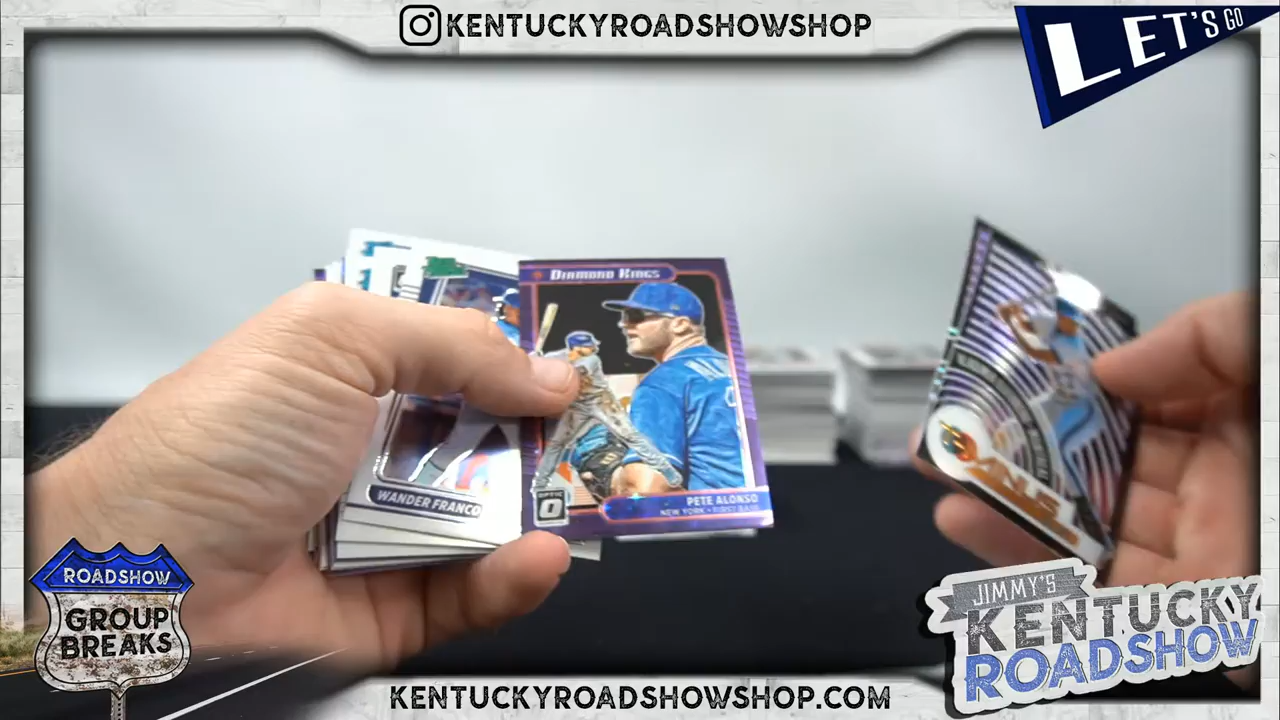 KENTUCKYROADSHOWSHOP
LET'S GO
DIAMOND KINGS
WANDER FRANCO
OPTIC
PETE ALONSO
NEW YORK • FIRST BASE
ROADSHOW
GROUP
BREAKS
JIMMY'S
KENTUCKY
ROADSHOW
KENTUCKYROADSHOWSHOP.COM